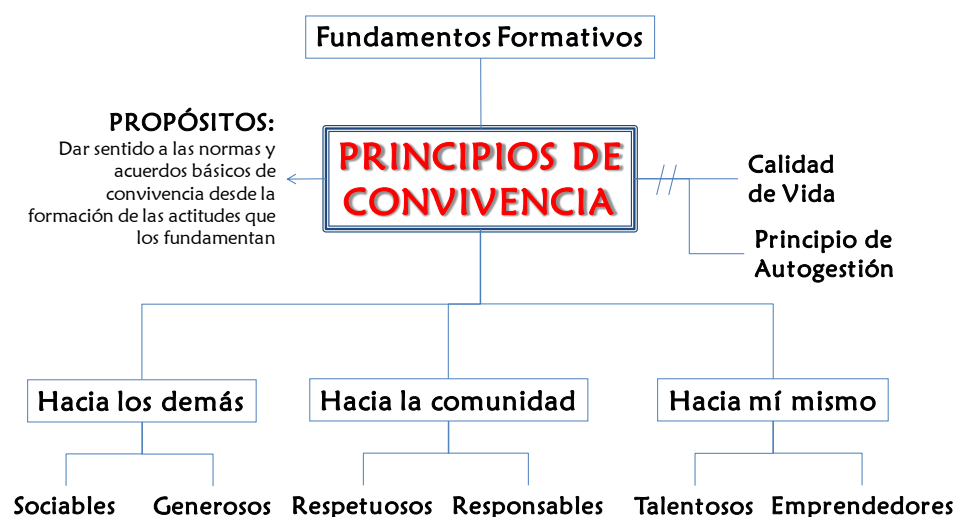 Fundamentos Formativos
PROPÓSITOS:
Dar sentido a las normas y
acuerdos básicos de
convivencia desde la
formación de las actitudes que
los fundamentan
PRINCIPIOS DE
CONVIVENCIA
Calidad
de Vida
Principio de
Autogestión
Hacia los demás
Hacia la comunidad
Hacia mí mismo
Sociables
Generosos
Respetuosos
Responsables
Talentosos
Emprendedores